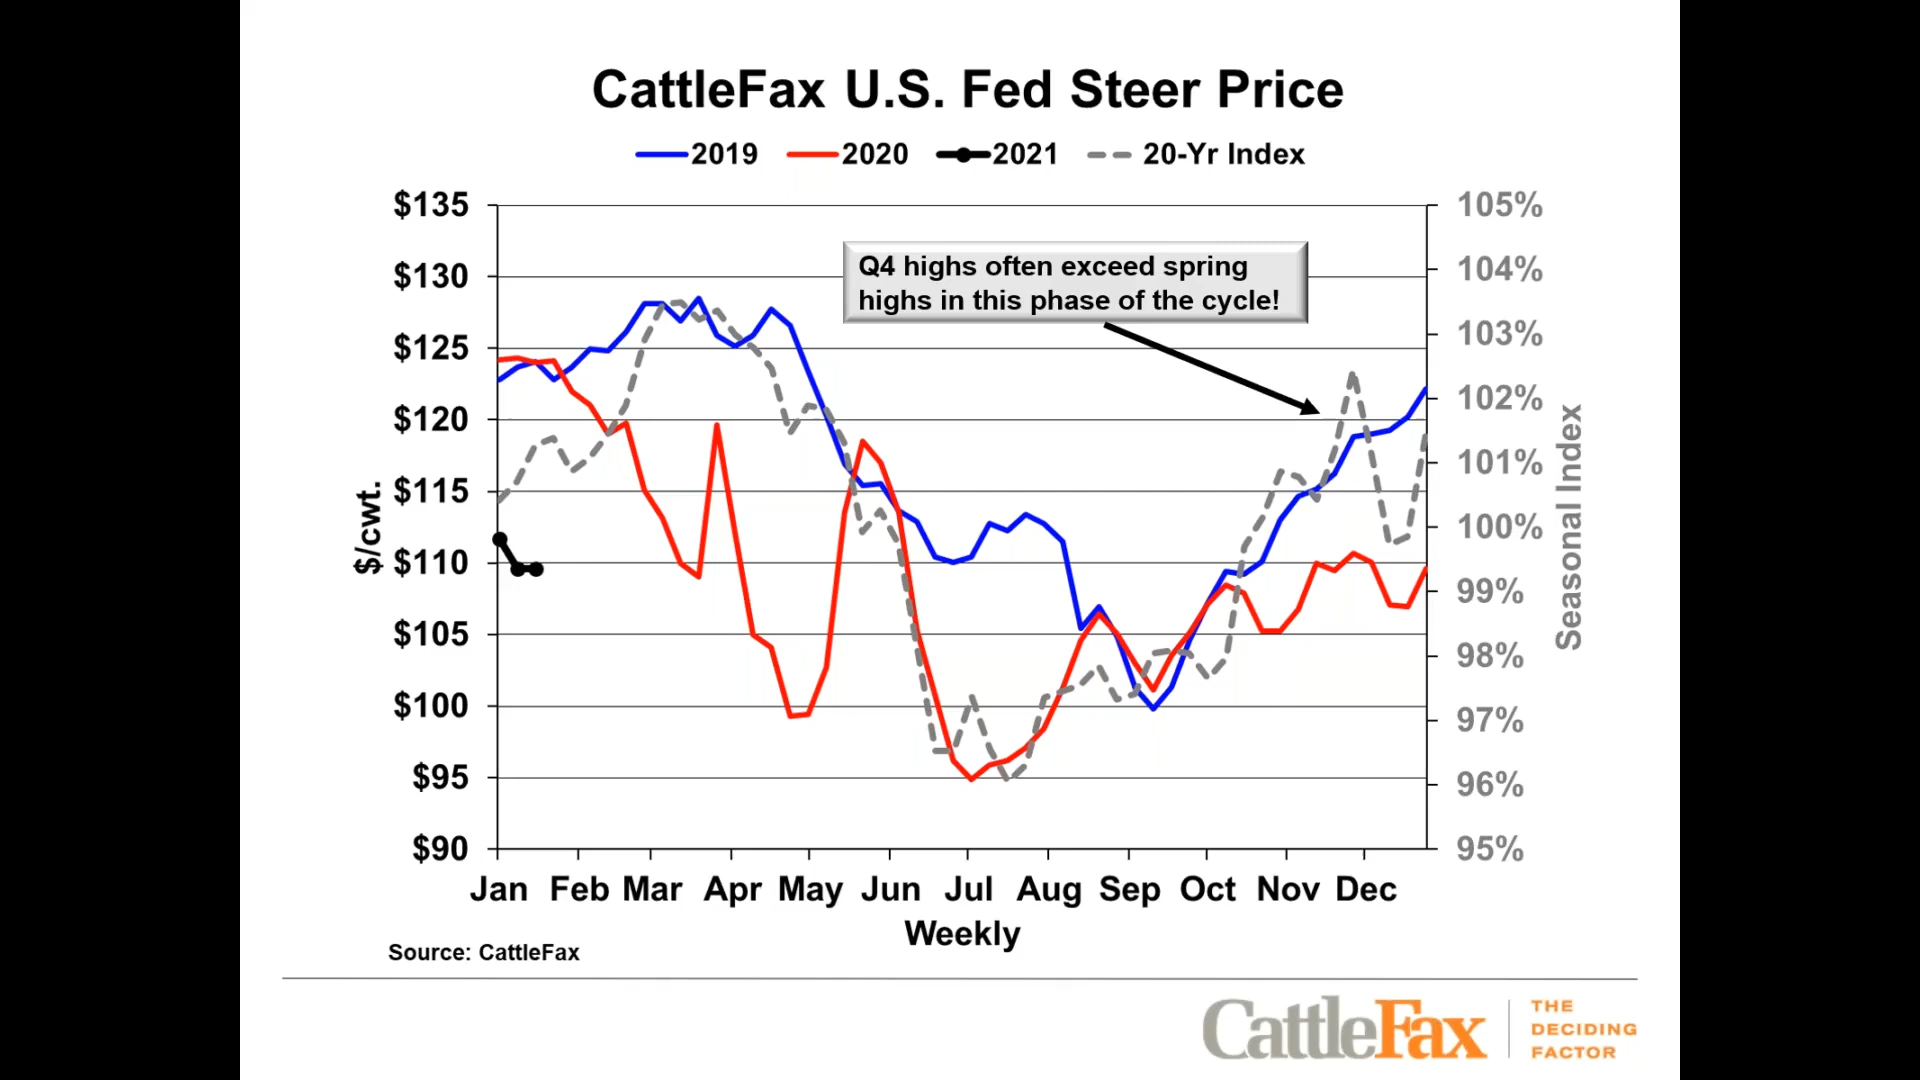 CattleFax U.S. Fed Steer Price
2019 2020 2021 20-Yr Index
$135
$130
$125
$120
$115
$110
$105
$100
$95
$90
$/cwt.
Q4 highs often exceed spring
highs in this phase of the cycle!
105%
104%
103%
102%
101%
100%
99%
98%
97%
96%
95%
Seasonal Index
Jan Feb Mar Apr May Jun Jul Aug Sep Oct Nov Dec
Weekly
Source: CattleFax
CattleFax
THE
DECIDING
FACTOR